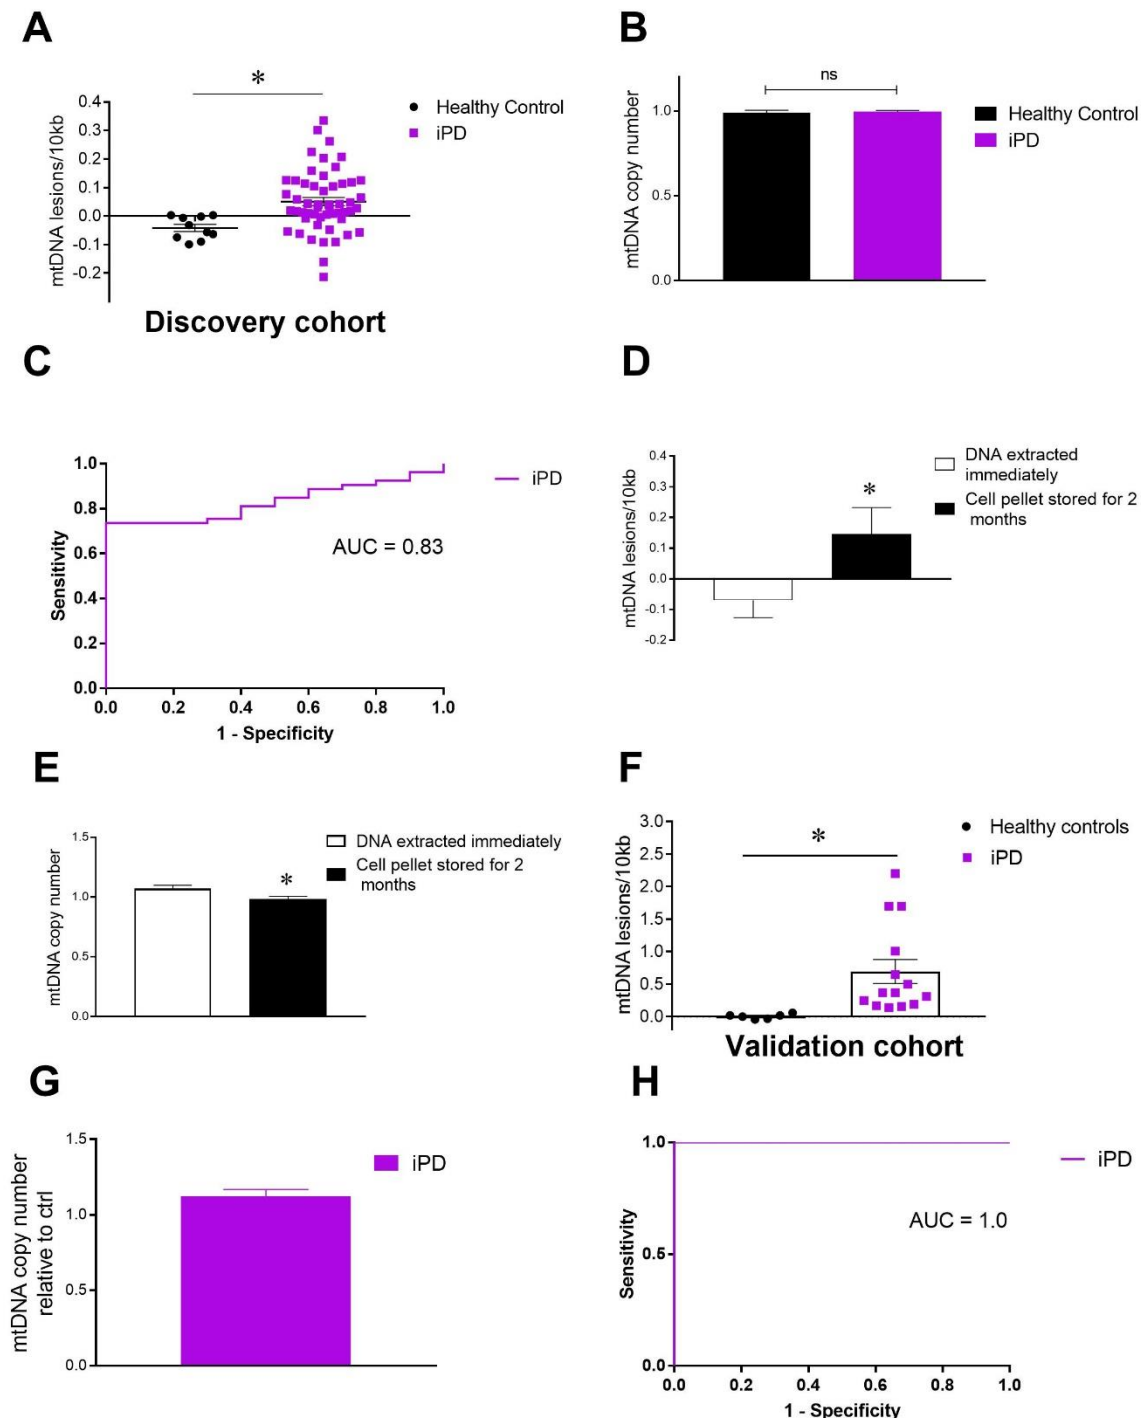 A
*
mtDNA lesions/10kb
0.4
0.3
0.2
0.1
0.0
-0.1
-0.2
Healthy Control
iPD
Discovery cohort
B
ns
mtDNA copy number
1.0
0.5
0.0
Healthy Control
iPD
C
Sensitivity
1.0
0.8
0.6
0.4
0.2
0.0
0.0 0.2 0.4 0.6 0.8 1.0
1 - Specificity
AUC = 0.83
iPD
D
mtDNA lesions/10kb
0.4
0.3
0.2
0.1
0.0
-0.1
-0.2
*
DNA extracted
immediately
Cell pellet stored for 2
months
E
mtDNA copy number
1.5
1.0
0.5
0.0
*
DNA extracted immediately
Cell pellet stored for 2
months
F
mtDNA lesions/10kb
3.0
2.5
2.0
1.5
1.0
0.5
0.0
*
Healthy controls
iPD
Validation cohort
G
mtDNA copy number
relative to ctrl
1.5
1.0
0.5
0.0
iPD
H
Sensitivity
1.0
0.5
0.0
0.0 0.2 0.4 0.6 0.8 1.0
1 - Specificity
AUC = 1.0
iPD